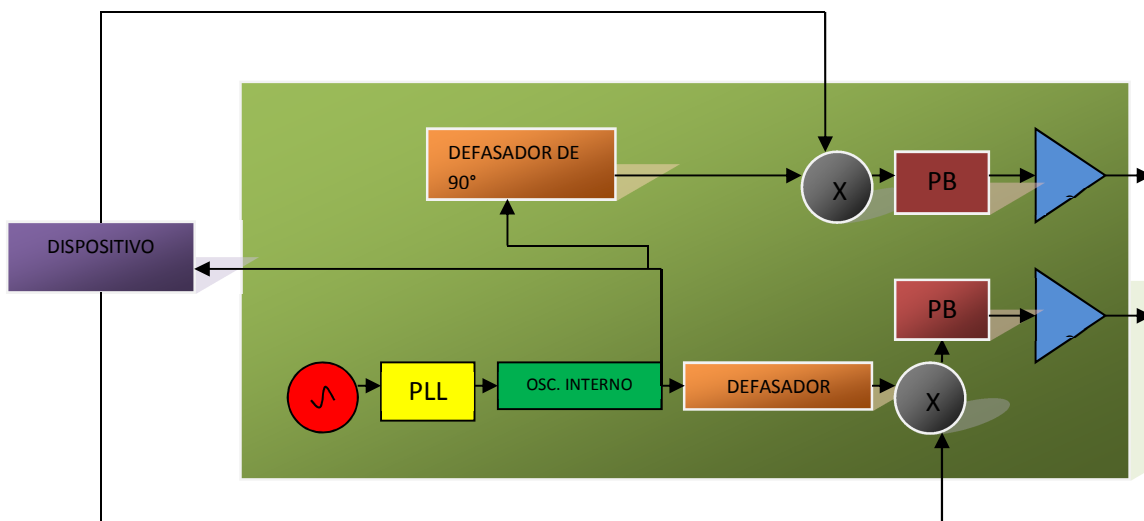 DEFASADOR DE
90°
X
PB
DISPOSITIVO
PB
PLL
OSC. INTERNO
DEFASADOR
X